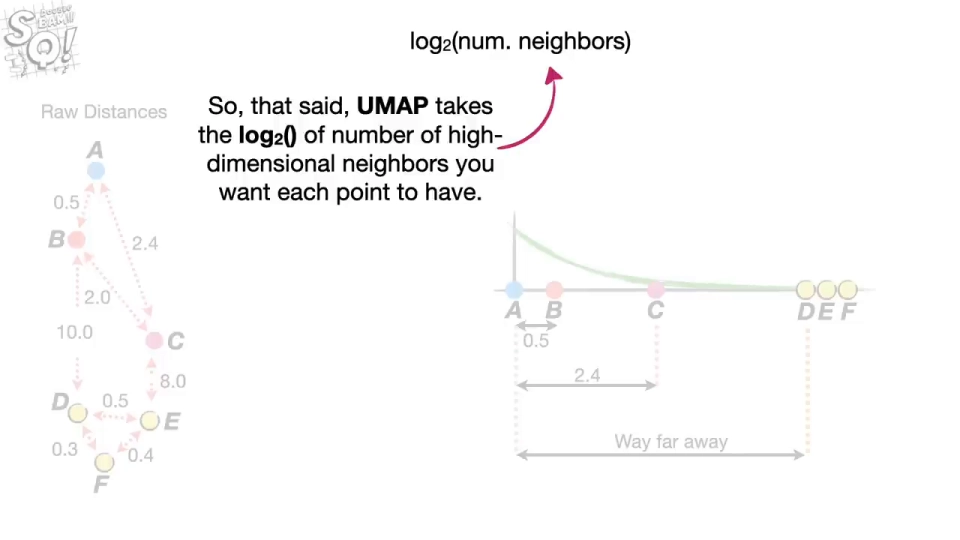 SQ!
log₂(num. neighbors)
So, that said, UMAP takes
the log₂() of number of high-
dimensional neighbors you
want each point to have.
Raw Distances
A
0.5
B
2.4
2.0
10.0
C
8.0
D
0.5
E
0.3
0.4
F
A B C D E F
0.5
2.4
Way far away